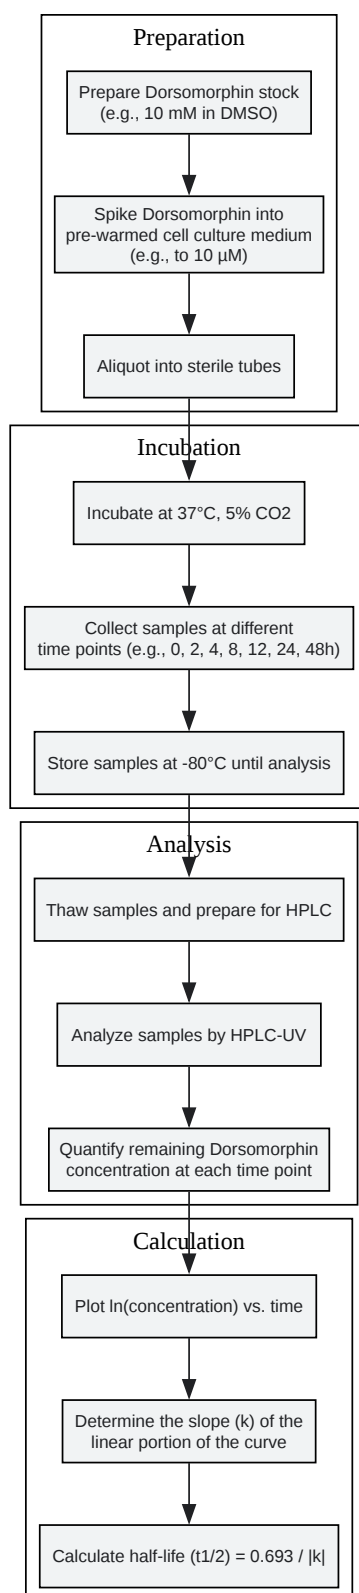 Preparation
Prepare Dorsomorphin stock
(e.g., 10 mM in DMSO)
Spike Dorsomorphin into
pre-warmed cell culture medium
(e.g., to 10 µM)
Aliquot into sterile tubes
Incubation
Incubate at 37°C, 5% CO2
Collect samples at different
time points (e.g., 0, 2, 4, 8, 12, 24, 48h)
Store samples at -80°C until analysis
Analysis
Thaw samples and prepare for HPLC
Analyze samples by HPLC-UV
Quantify remaining Dorsomorphin
concentration at each time point
Calculation
Plot ln(concentration) vs. time
Determine the slope (k) of the
linear portion of the curve
Calculate half-life (t1/2) = 0.693 / |k|